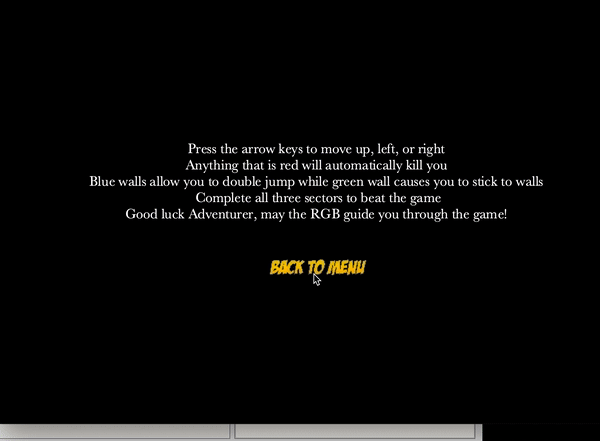 Press the arrow keys to move up, left, or right
Anything that is red will automatically kill you
Blue walls allow you to double jump while green wall causes you to stick to walls
Complete all three sectors to beat the game
Good luck Adventurer, may the RGB guide you through the game!
BACK TO MENU